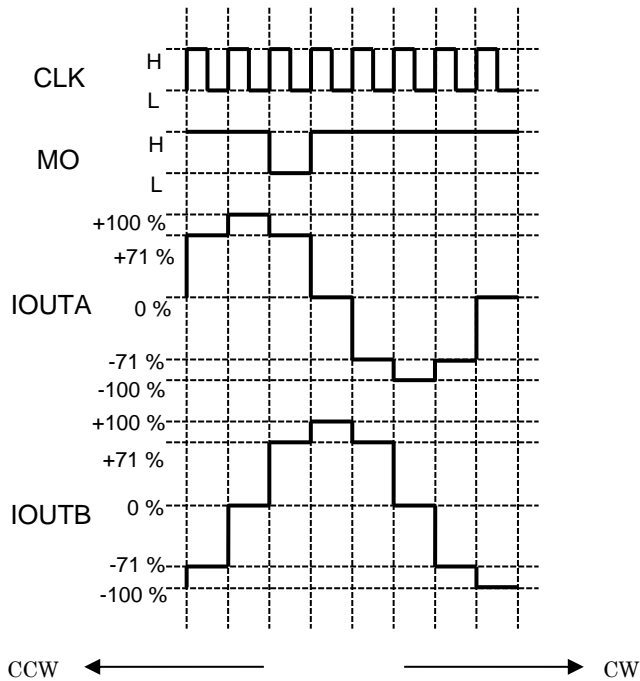 CLK
H
L
MO
H
L
IOUTA
+100 %
+71 %
0 %
-71 %
-100 %
IOUTB
+100 %
+71 %
0 %
-71 %
-100 %
CCW
CW